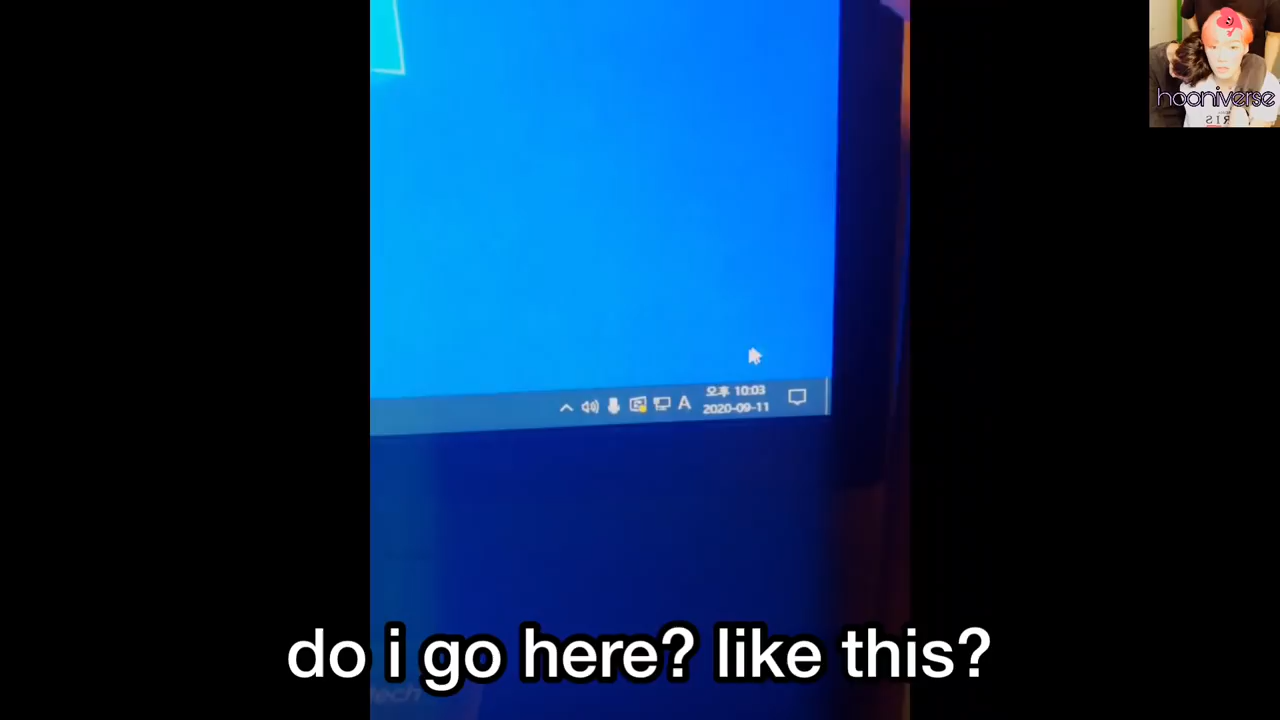 hooniverse
오후 10:03
A
2020-09-11
do i go here? like this?